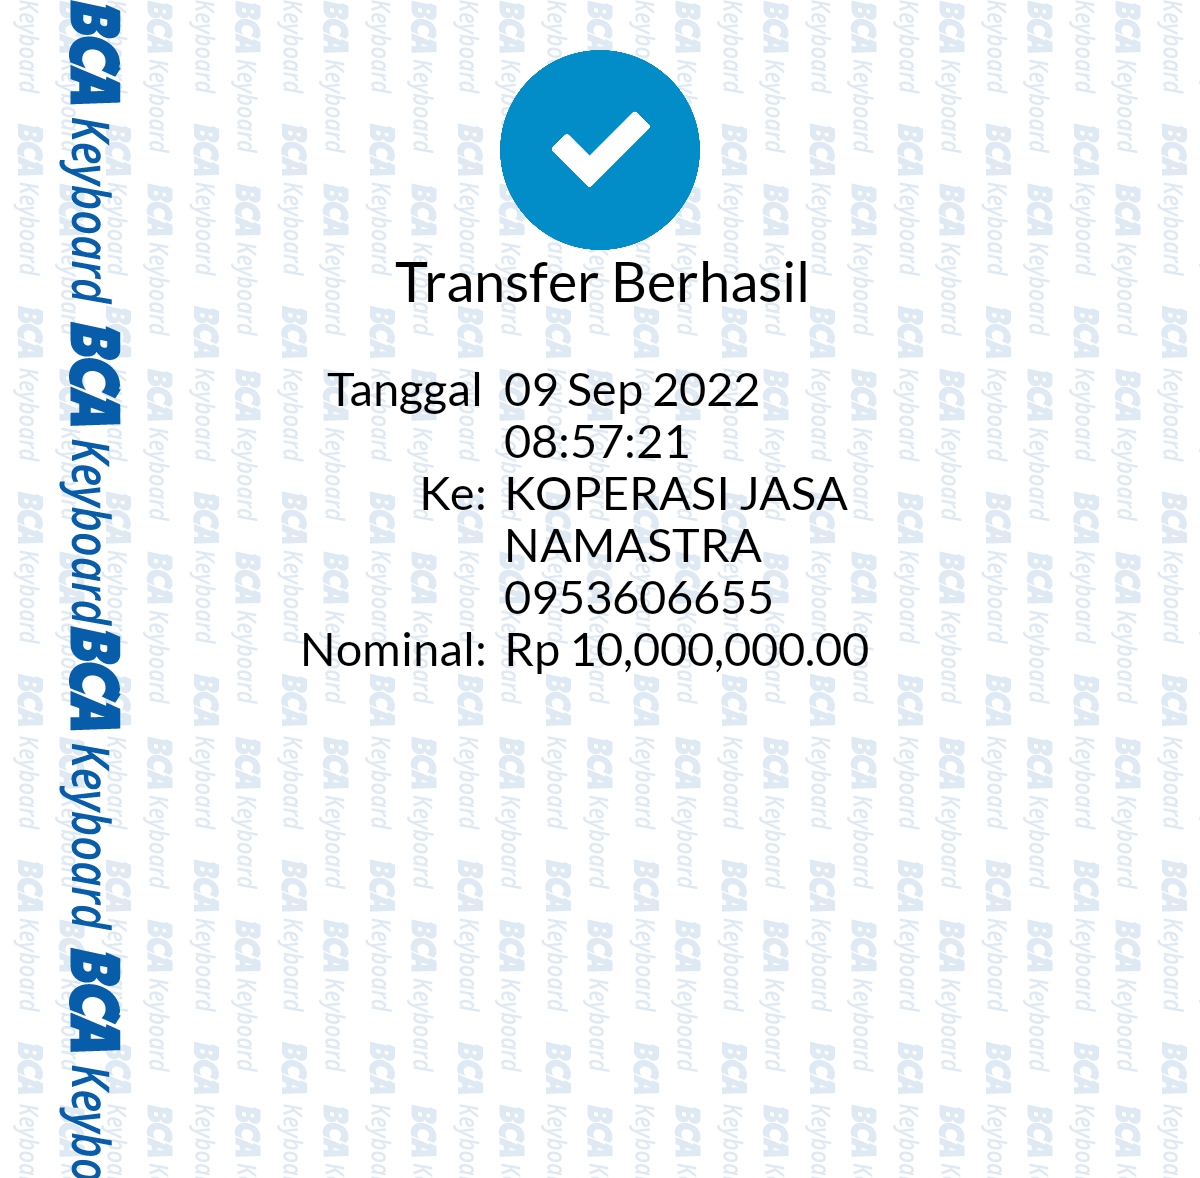 Transfer Berhasil
Tanggal 09 Sep 2022
08:57:21
Ke: KOPERASI JASA
NAMASTRA
0953606655
Nominal: Rp 10,000,000.00
BCA Keyboard BCA Keyboard BCA Keyboard BCA Keybo